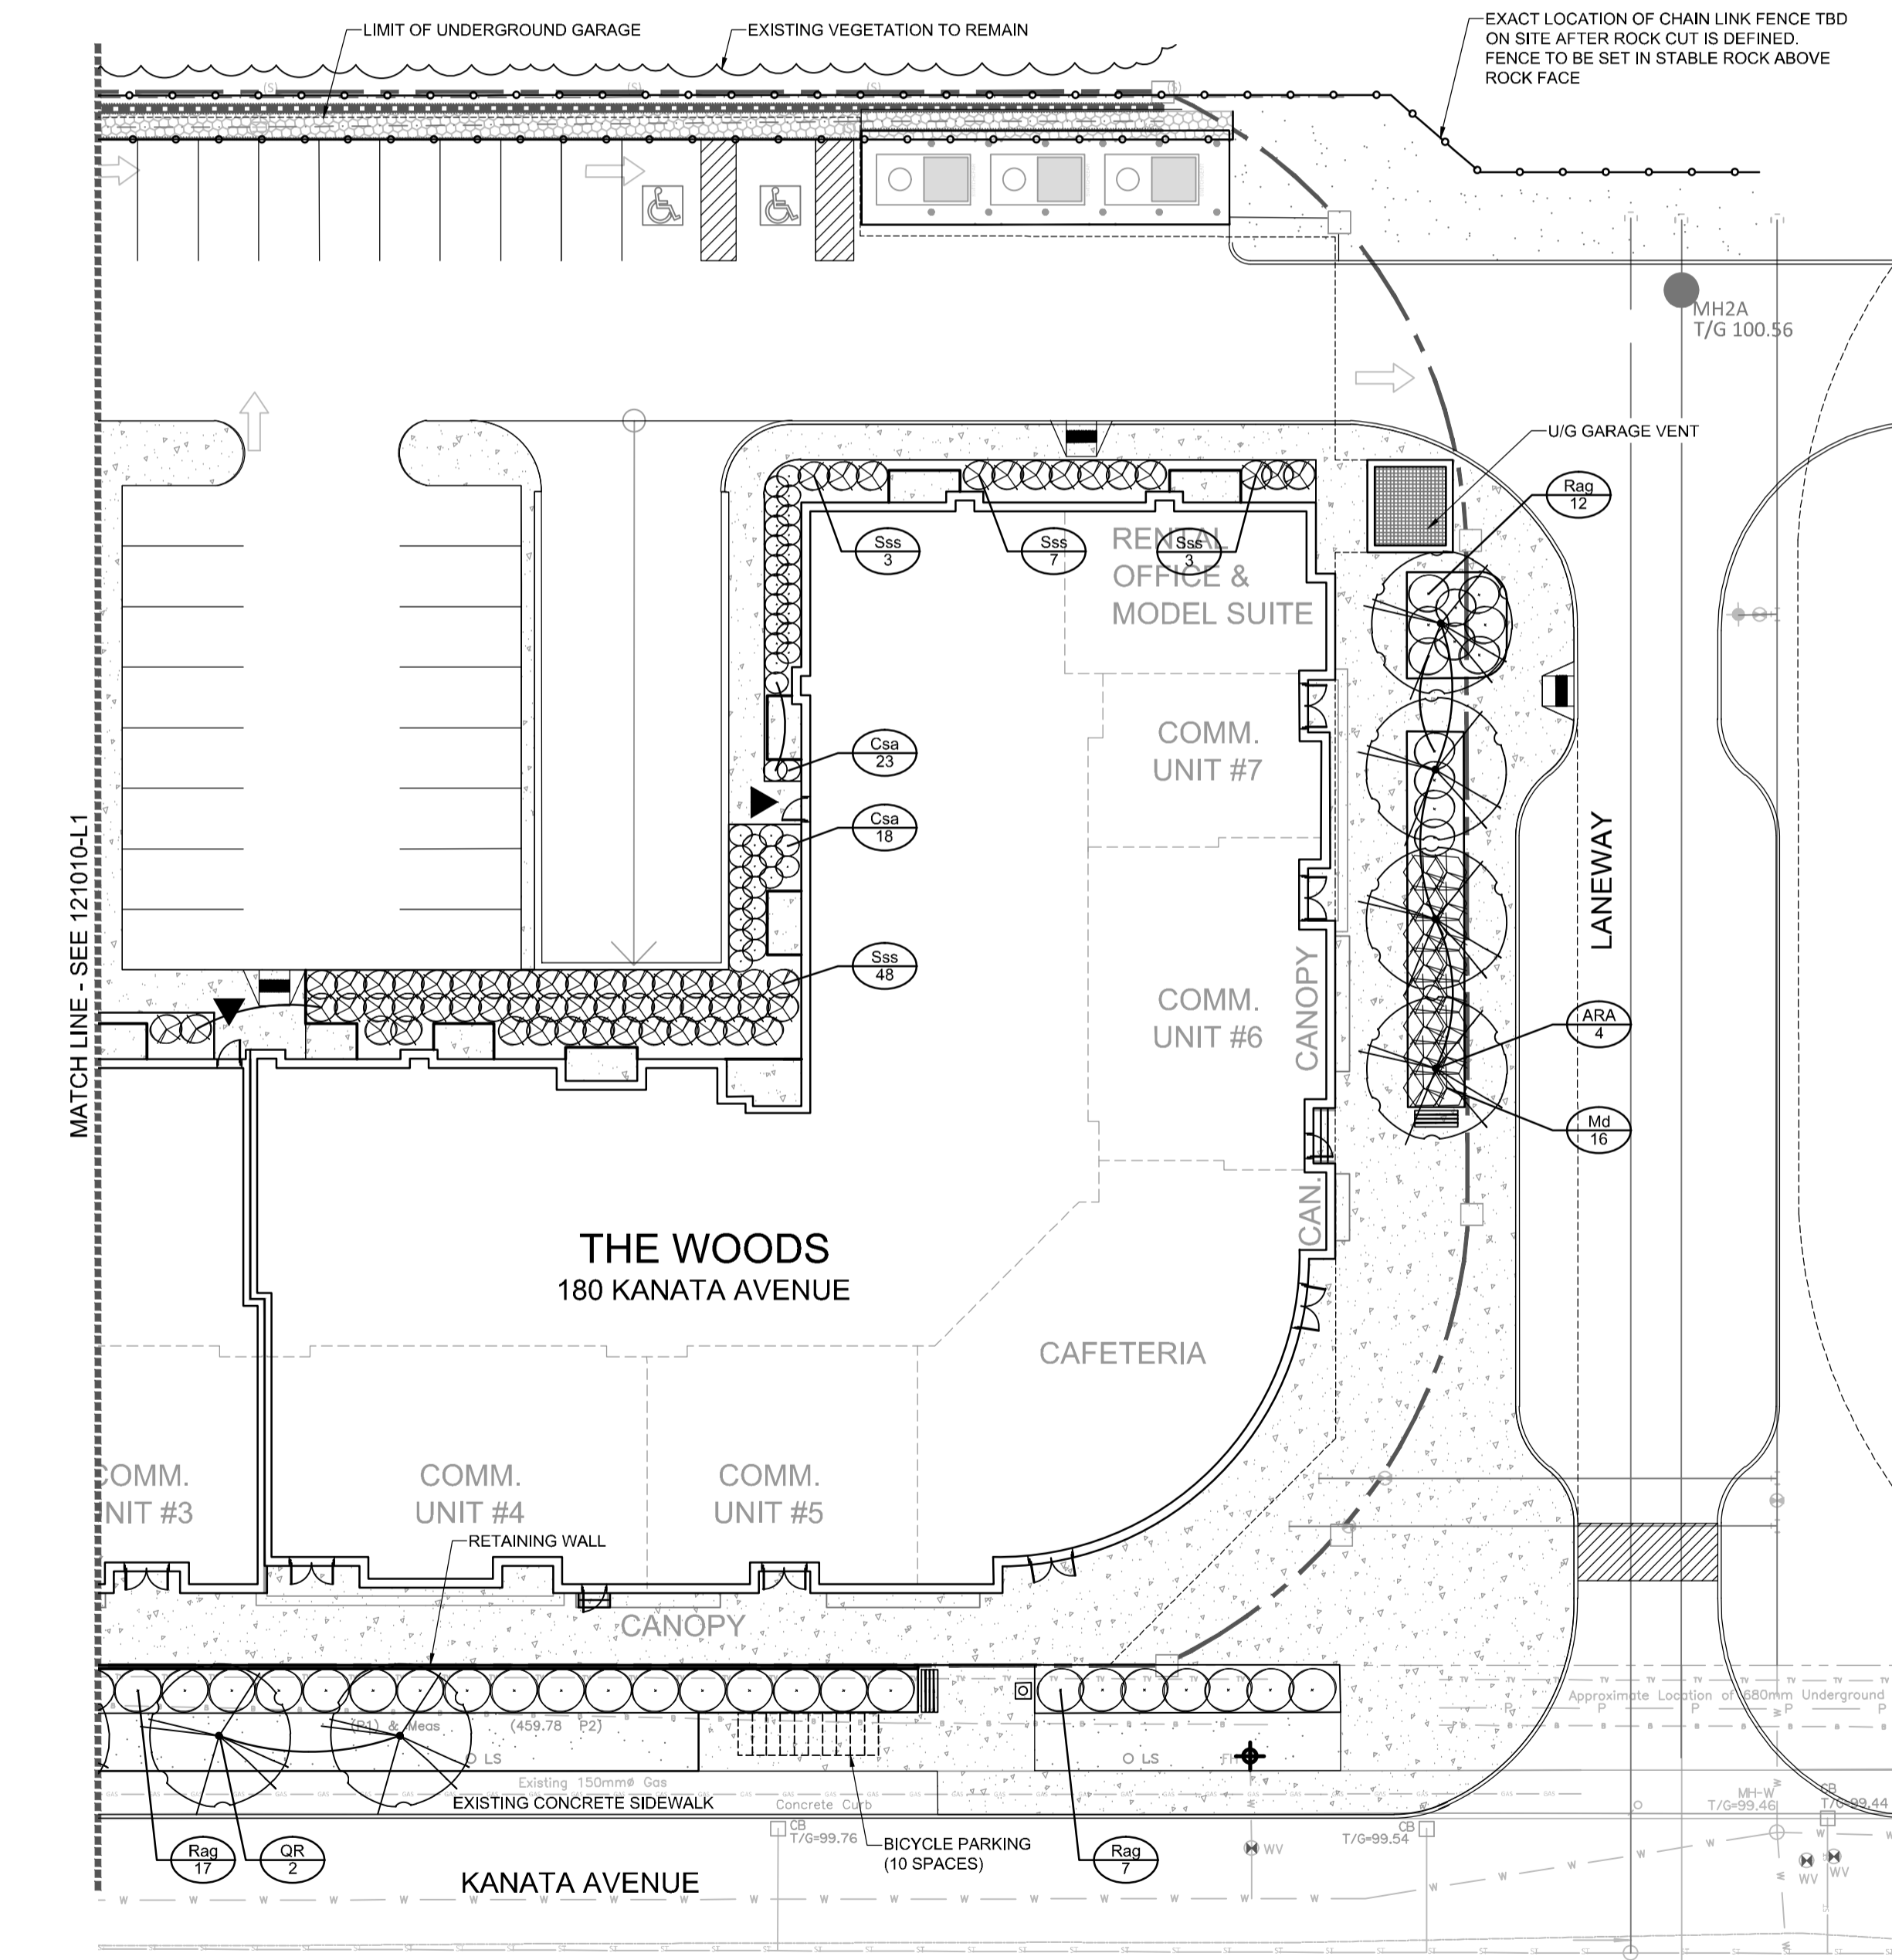 LIMIT OF UNDERGROUND GARAGE
EXISTING VEGETATION TO REMAIN
EXACT LOCATION OF CHAIN LINK FENCE TBD
ON SITE AFTER ROCK CUT IS DEFINED.
FENCE TO BE SET IN STABLE ROCK ABOVE
ROCK FACE
(S)
(S)
(S)
(S)
MH2A
T/G 100.56
U/G GARAGE VENT
Rag
12
Sss
3
Sss
7
Sss
3
RENTAL
OFFICE &
MODEL SUITE
Csa
23
COMM.
UNIT #7
Csa
18
MATCH LINE - SEE 121010-L1
LANEWAY
Sss
48
CANOPY
COMM.
UNIT #6
ARA
4
Md
16
CAN.
THE WOODS
180 KANATA AVENUE
CAFETERIA
COMM.
NIT #3
COMM.
UNIT #4
COMM.
UNIT #5
RETAINING WALL
CANOPY
Approximate Location of 680mm Underground
(P1) & Meas
(459.78 P2)
LS
LS
FH
Existing 150mmø Gas
EXISTING CONCRETE SIDEWALK
Concrete Curb
MH-W
T/G=99.46
CB
T/G=99.44
CB
T/G=99.76
CB
T/G=99.54
BICYCLE PARKING
(10 SPACES)
Rag
17
QR
2
Rag
7
WV
WV
WV
KANATA AVENUE